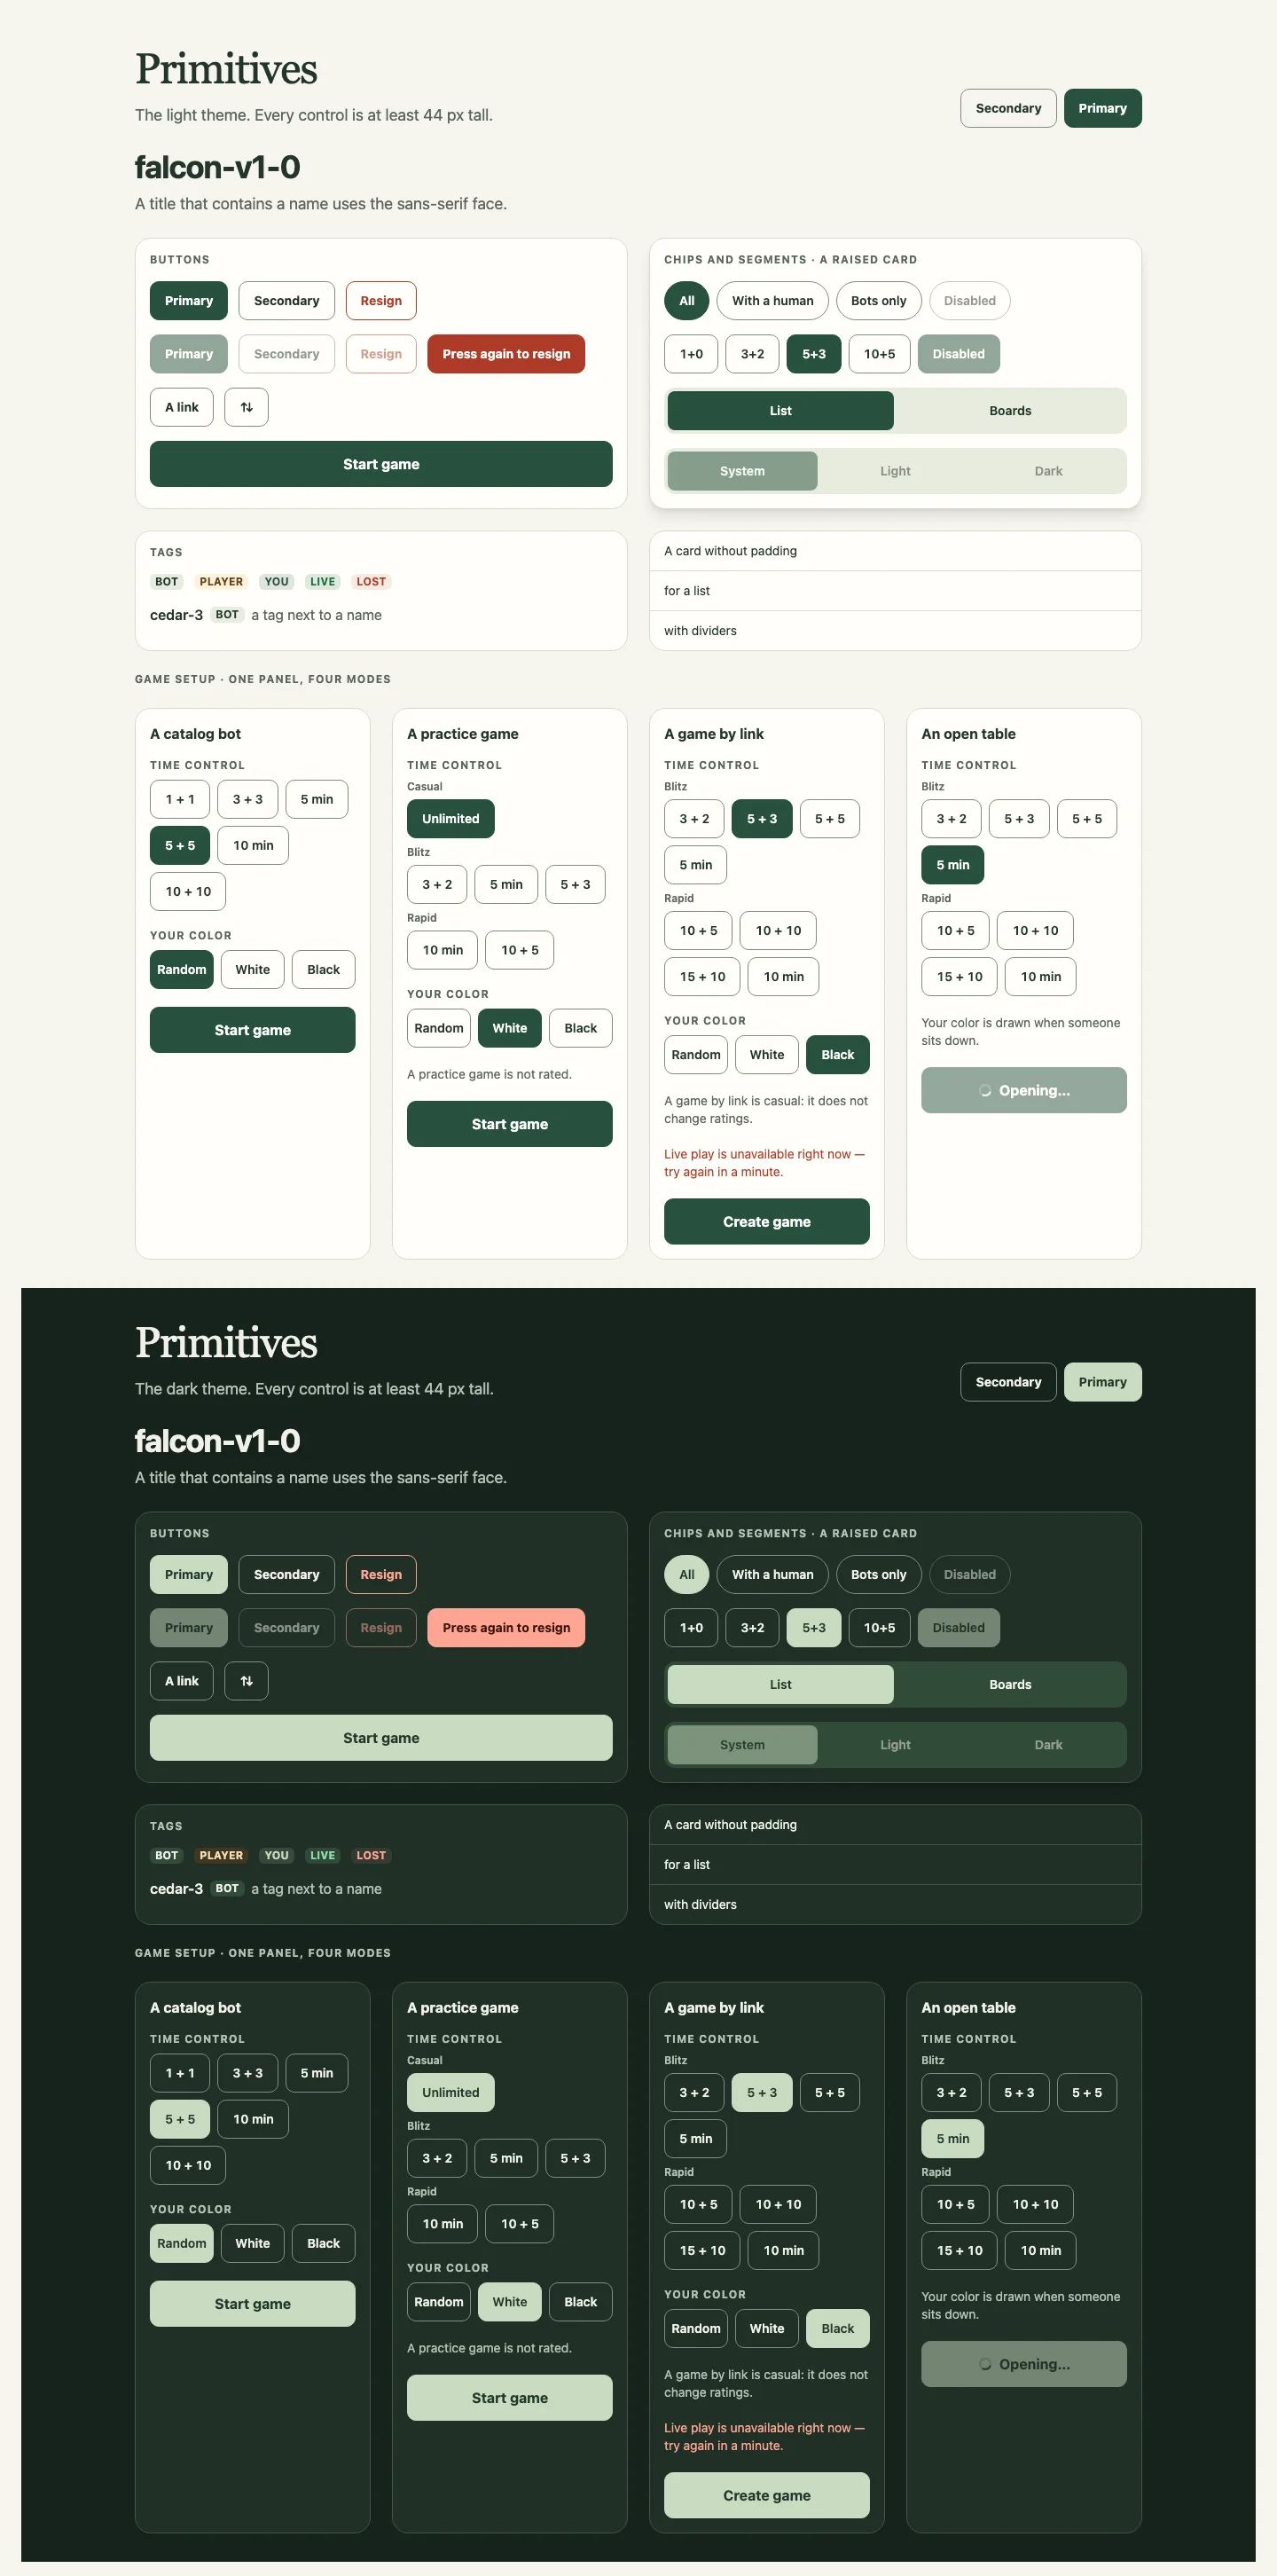 Primitives
The light theme. Every control is at least 44 px tall.
Secondary
Primary
falcon-v1-0
A title that contains a name uses the sans-serif face.
BUTTONS
Primary
Secondary
Resign
Primary
Secondary
Resign
Press again to resign
A link
⇅
Start game
CHIPS AND SEGMENTS · A RAISED CARD
All
With a human
Bots only
Disabled
1+0
3+2
5+3
10+5
Disabled
List
Boards
System
Light
Dark
TAGS
BOT
PLAYER
YOU
LIVE
LOST
cedar-3 BOT a tag next to a name
A card without padding
for a list
with dividers
GAME SETUP · ONE PANEL, FOUR MODES
A catalog bot
TIME CONTROL
1 + 1
3 + 3
5 min
5 + 5
10 min
10 + 10
YOUR COLOR
Random
White
Black
Start game
A practice game
TIME CONTROL
Casual
Unlimited
Blitz
3 + 2
5 min
5 + 3
Rapid
10 min
10 + 5
YOUR COLOR
Random
White
Black
A practice game is not rated.
Start game
A game by link
TIME CONTROL
Blitz
3 + 2
5 + 3
5 + 5
5 min
Rapid
10 + 5
10 + 10
15 + 10
10 min
YOUR COLOR
Random
White
Black
A game by link is casual: it does not
change ratings.
Live play is unavailable right now —
try again in a minute.
Create game
An open table
TIME CONTROL
Blitz
3 + 2
5 + 3
5 + 5
5 min
Rapid
10 + 5
10 + 10
15 + 10
10 min
Your color is drawn when someone
sits down.
Opening...
Primitives
The dark theme. Every control is at least 44 px tall.
Secondary
Primary
falcon-v1-0
A title that contains a name uses the sans-serif face.
BUTTONS
Primary
Secondary
Resign
Primary
Secondary
Resign
Press again to resign
A link
⇅
Start game
CHIPS AND SEGMENTS · A RAISED CARD
All
With a human
Bots only
Disabled
1+0
3+2
5+3
10+5
Disabled
List
Boards
System
Light
Dark
TAGS
BOT
PLAYER
YOU
LIVE
LOST
cedar-3 BOT a tag next to a name
A card without padding
for a list
with dividers
GAME SETUP · ONE PANEL, FOUR MODES
A catalog bot
TIME CONTROL
1 + 1
3 + 3
5 min
5 + 5
10 min
10 + 10
YOUR COLOR
Random
White
Black
Start game
A practice game
TIME CONTROL
Casual
Unlimited
Blitz
3 + 2
5 min
5 + 3
Rapid
10 min
10 + 5
YOUR COLOR
Random
White
Black
A practice game is not rated.
Start game
A game by link
TIME CONTROL
Blitz
3 + 2
5 + 3
5 + 5
5 min
Rapid
10 + 5
10 + 10
15 + 10
10 min
YOUR COLOR
Random
White
Black
A game by link is casual: it does not
change ratings.
Live play is unavailable right now —
try again in a minute.
Create game
An open table
TIME CONTROL
Blitz
3 + 2
5 + 3
5 + 5
5 min
Rapid
10 + 5
10 + 10
15 + 10
10 min
Your color is drawn when someone
sits down.
Opening...